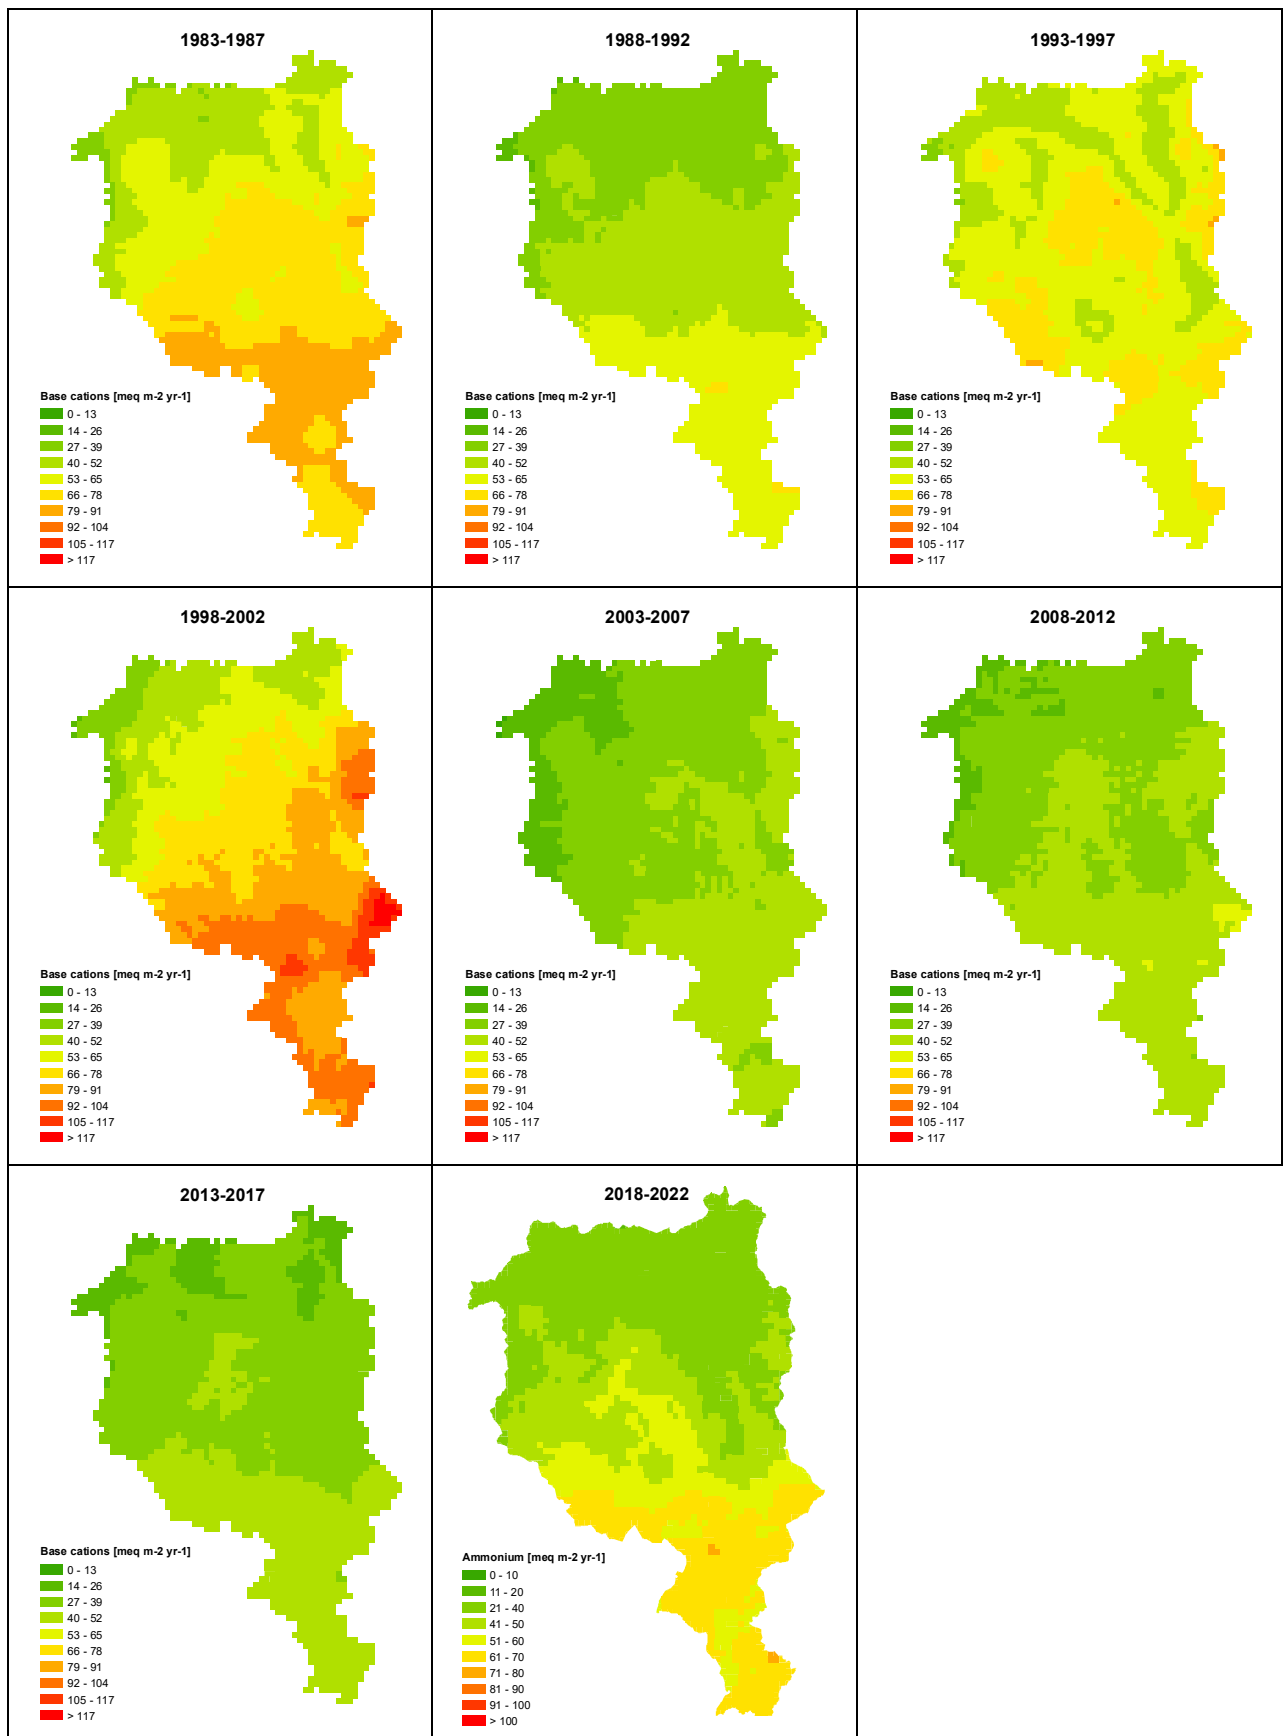 1983-1987
Base cations [meq m-2 yr-1]
0 - 13
14 - 26
27 - 39
40 - 52
53 - 65
66 - 78
79 - 91
92 - 104
105 - 117
> 117
1988-1992
Base cations [meq m-2 yr-1]
0 - 13
14 - 26
27 - 39
40 - 52
53 - 65
66 - 78
79 - 91
92 - 104
105 - 117
> 117
1993-1997
Base cations [meq m-2 yr-1]
0 - 13
14 - 26
27 - 39
40 - 52
53 - 65
66 - 78
79 - 91
92 - 104
105 - 117
> 117
1998-2002
Base cations [meq m-2 yr-1]
0 - 13
14 - 26
27 - 39
40 - 52
53 - 65
66 - 78
79 - 91
92 - 104
105 - 117
> 117
2003-2007
Base cations [meq m-2 yr-1]
0 - 13
14 - 26
27 - 39
40 - 52
53 - 65
66 - 78
79 - 91
92 - 104
105 - 117
> 117
2008-2012
Base cations [meq m-2 yr-1]
0 - 13
14 - 26
27 - 39
40 - 52
53 - 65
66 - 78
79 - 91
92 - 104
105 - 117
> 117
2013-2017
Base cations [meq m-2 yr-1]
0 - 13
14 - 26
27 - 39
40 - 52
53 - 65
66 - 78
79 - 91
92 - 104
105 - 117
> 117
2018-2022
Ammonium [meq m-2 yr-1]
0 - 10
11 - 20
21 - 40
41 - 50
51 - 60
61 - 70
71 - 80
81 - 90
91 - 100
> 100